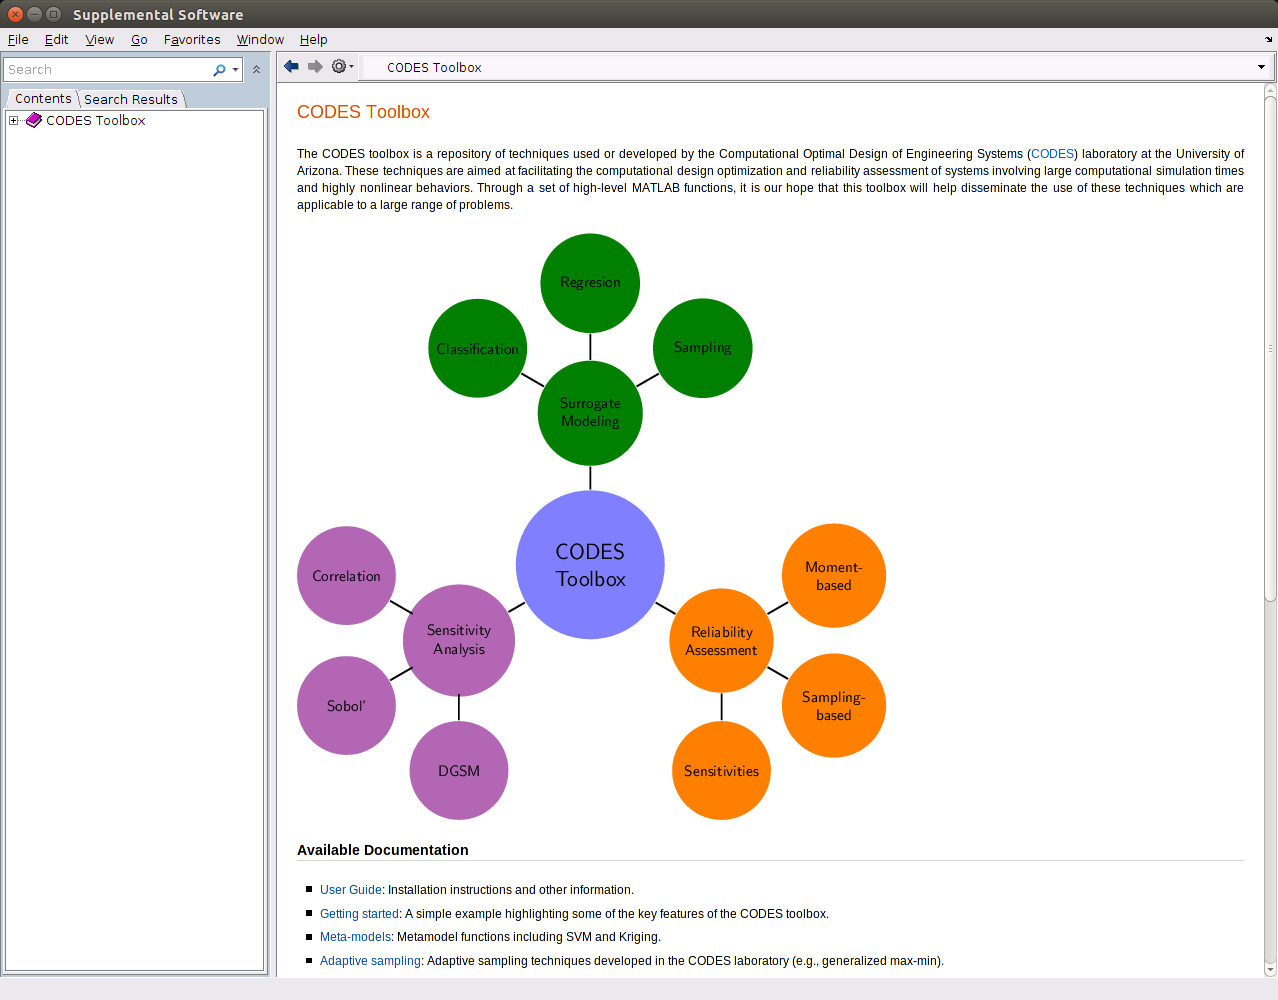 Supplemental Software
File Edit View Go Favorites Window Help
Search
CODES Toolbox
Contents Search Results
CODES Toolbox
CODES Toolbox
The CODES toolbox is a repository of techniques used or developed by the Computational Optimal Design of Engineering Systems (CODES) laboratory at the University of
Arizona. These techniques are aimed at facilitating the computational design optimization and reliability assessment of systems involving large computational simulation times
and highly nonlinear behaviors. Through a set of high-level MATLAB functions, it is our hope that this toolbox will help disseminate the use of these techniques which are
applicable to a large range of problems.
Regresion
Classification
Sampling
Surrogate
Modeling
CODES
Toolbox
Correlation
Sensitivity
Analysis
Sobol'
DGSM
Moment-
based
Reliability
Assessment
Sampling-
based
Sensitivities
Available Documentation
User Guide: Installation instructions and other information.
Getting started: A simple example highlighting some of the key features of the CODES toolbox.
Meta-models: Metamodel functions including SVM and Kriging.
Adaptive sampling: Adaptive sampling techniques developed in the CODES laboratory (e.g., generalized max-min).